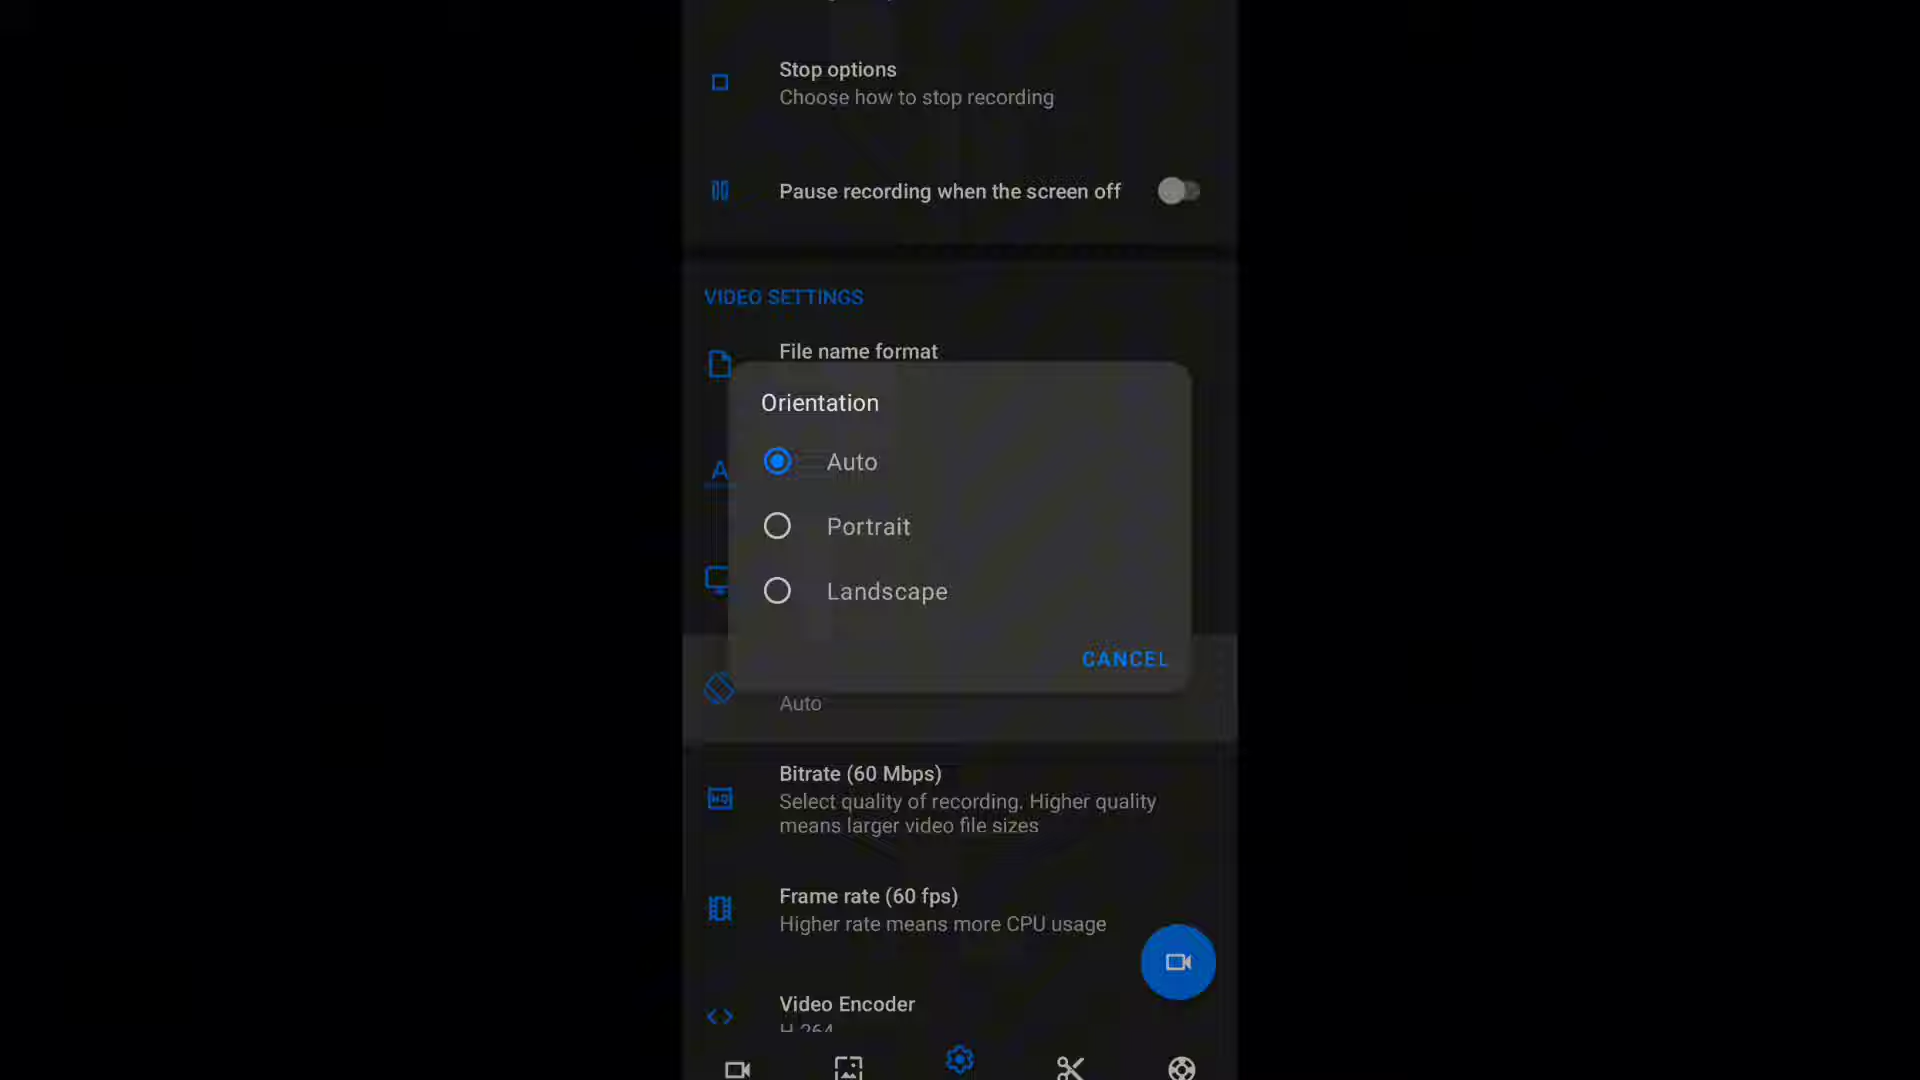 Stop options
Choose how to stop recording
Pause recording when the screen off
VIDEO SETTINGS
File name format
Orientation
Auto
Portrait
Landscape
CANCEL
Auto
Bitrate (60 Mbps)
Select quality of recording. Higher quality
means larger video file sizes
Frame rate (60 fps)
Higher rate means more CPU usage
Video Encoder
H.264